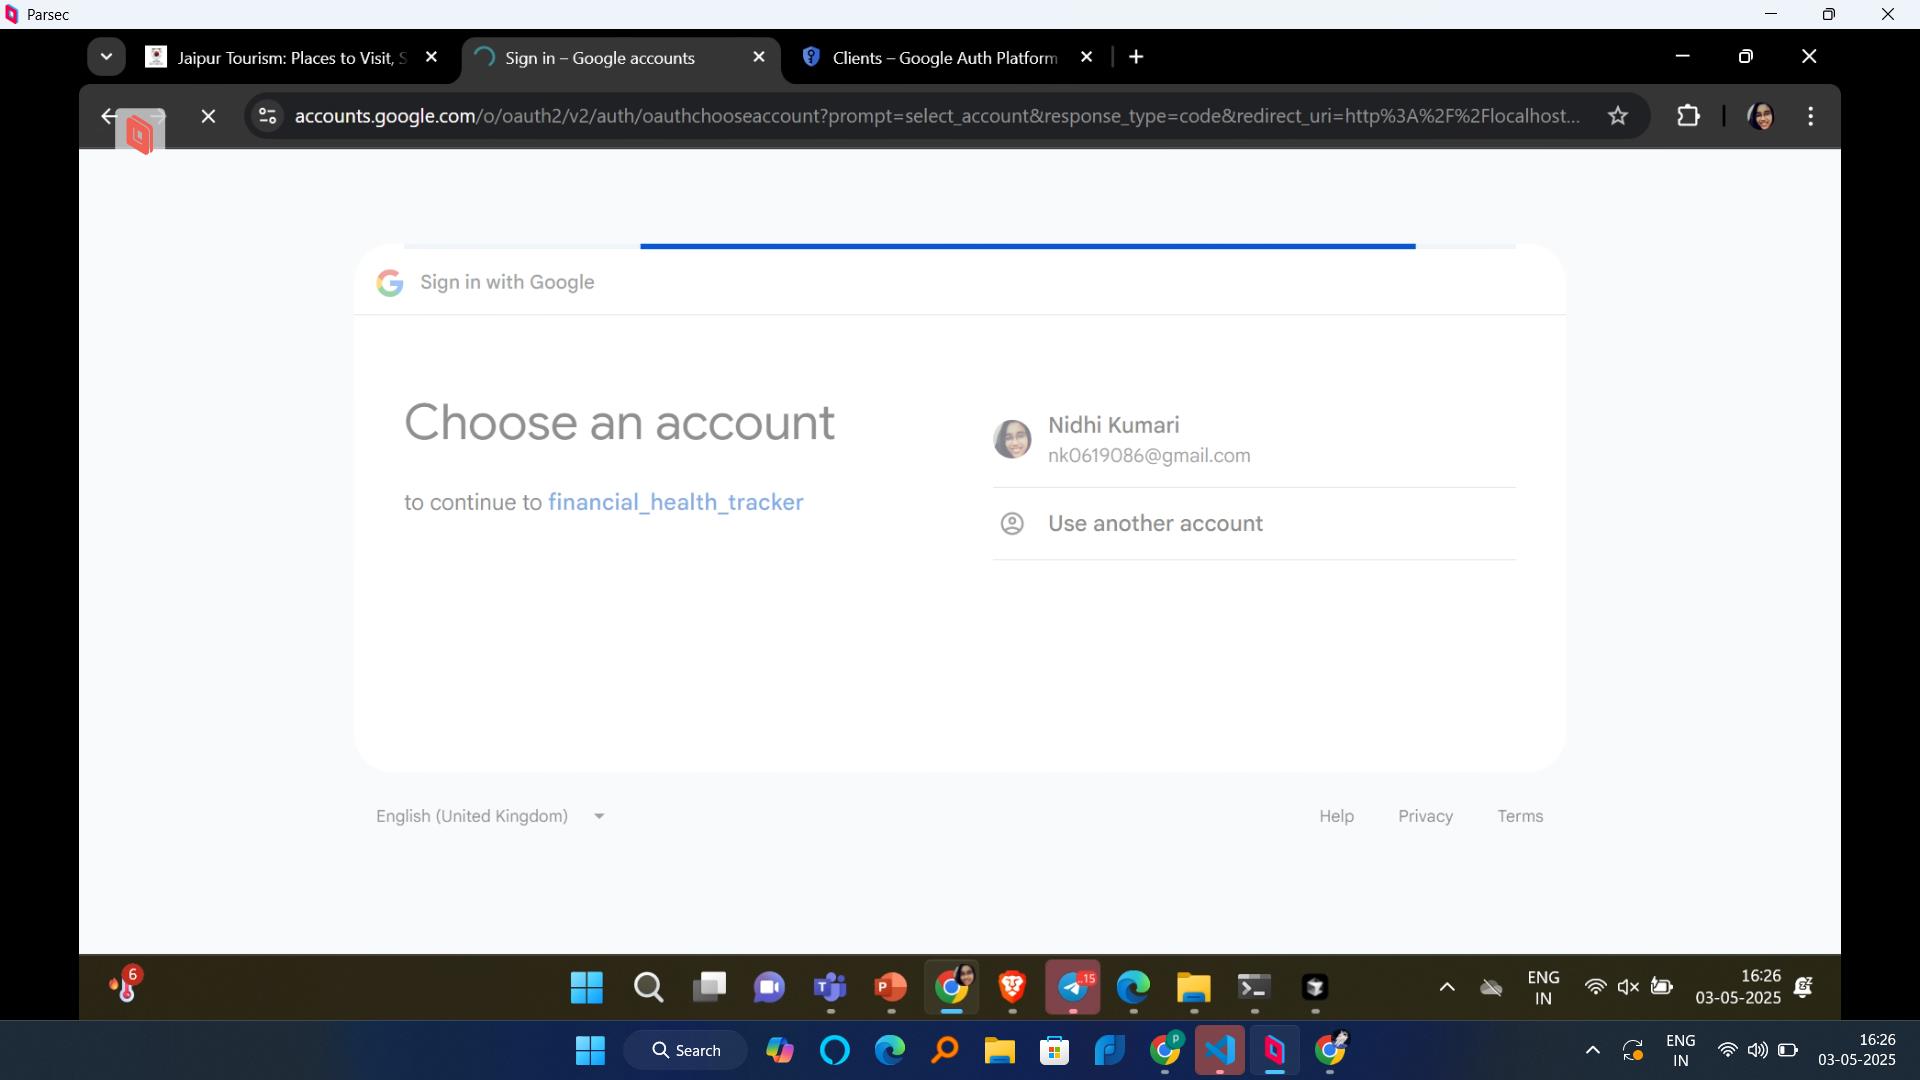 Parsec
Jaipur Tourism: Places to Visit, S
Sign in – Google accounts
Clients – Google Auth Platform
accounts.google.com/o/oauth2/v2/auth/oauthchooseaccount?prompt=select_account&response_type=code&redirect_uri=http%3A%2F%2Flocalhost...
Sign in with Google
Choose an account
to continue to financial_health_tracker
Nidhi Kumari
nk0619086@gmail.com
Use another account
English (United Kingdom)
Help
Privacy
Terms
6
15
ENG
IN
16:26
03-05-2025
Search
ENG
IN
16:26
03-05-2025